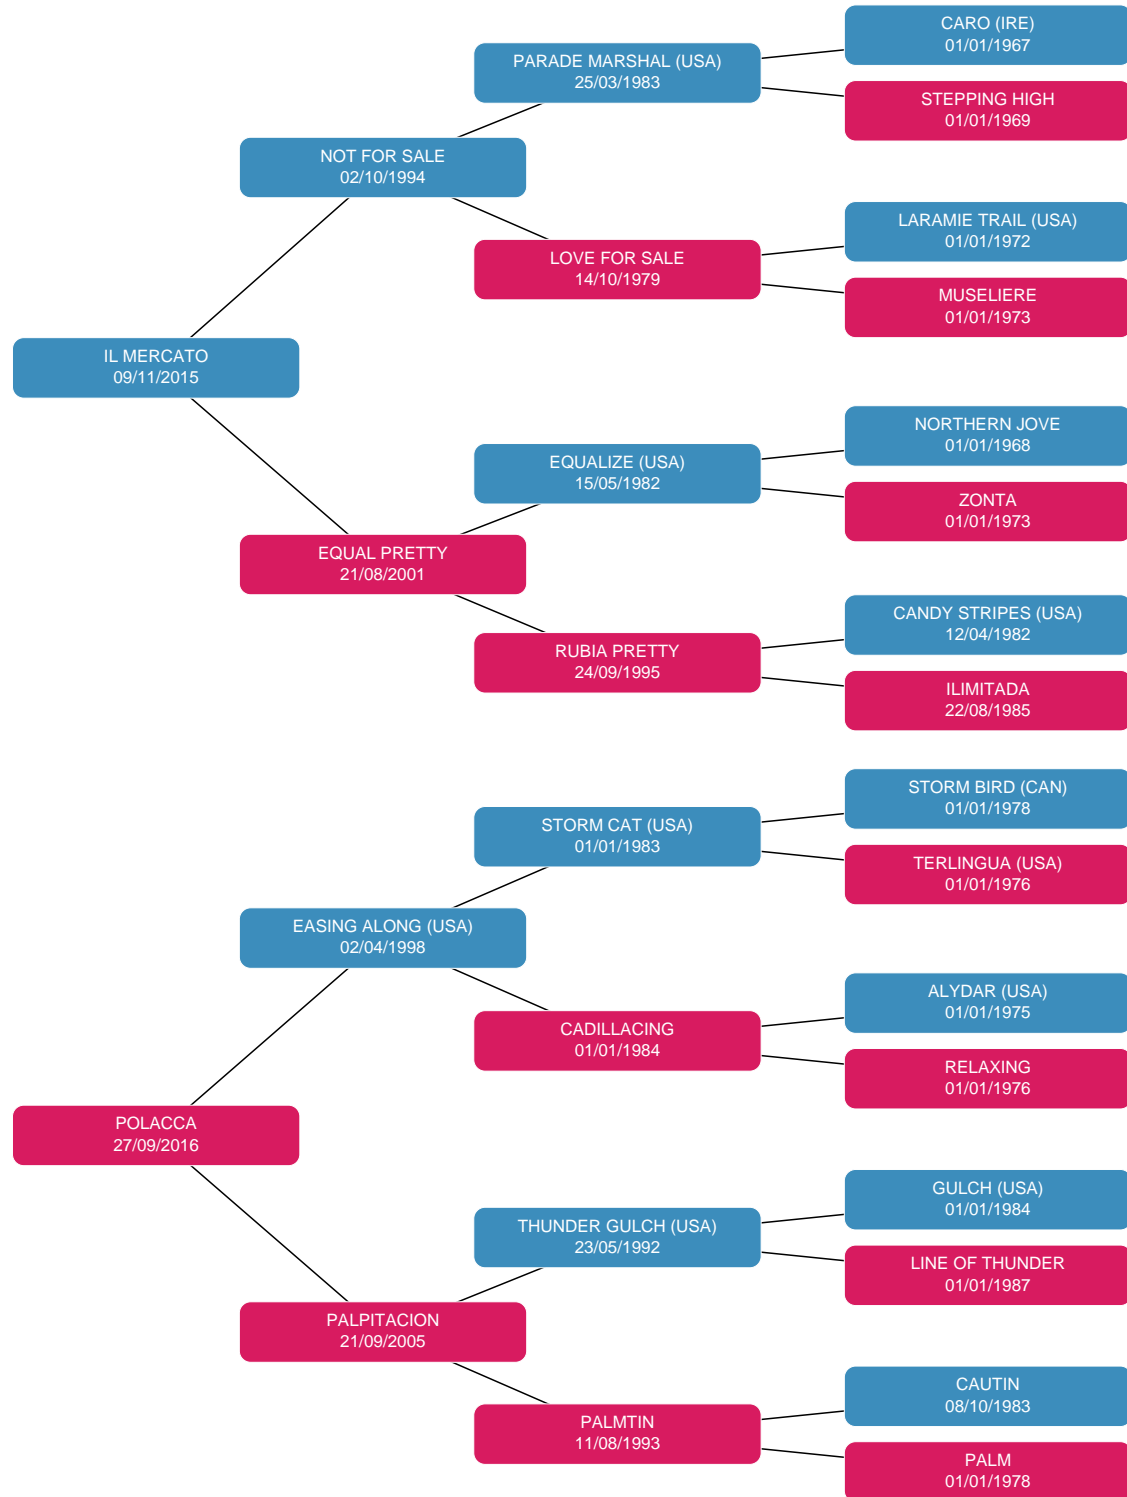 CARO (IRE)
01/01/1967
PARADE MARSHAL (USA)
25/03/1983
STEPPING HIGH
01/01/1969
NOT FOR SALE
02/10/1994
LARAMIE TRAIL (USA)
01/01/1972
LOVE FOR SALE
14/10/1979
MUSELIERE
01/01/1973
IL MERCATO
09/11/2015
NORTHERN JOVE
01/01/1968
EQUALIZE (USA)
15/05/1982
ZONTA
01/01/1973
EQUAL PRETTY
21/08/2001
CANDY STRIPES (USA)
12/04/1982
RUBIA PRETTY
24/09/1995
ILIMITADA
22/08/1985
STORM BIRD (CAN)
01/01/1978
STORM CAT (USA)
01/01/1983
TERLINGUA (USA)
01/01/1976
EASING ALONG (USA)
02/04/1998
ALYDAR (USA)
01/01/1975
CADILLACING
01/01/1984
RELAXING
01/01/1976
POLACCA
27/09/2016
GULCH (USA)
01/01/1984
THUNDER GULCH (USA)
23/05/1992
LINE OF THUNDER
01/01/1987
PALPITACION
21/09/2005
CAUTIN
08/10/1983
PALMTIN
11/08/1993
PALM
01/01/1978